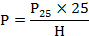 P = P₂₅ × 25 / H